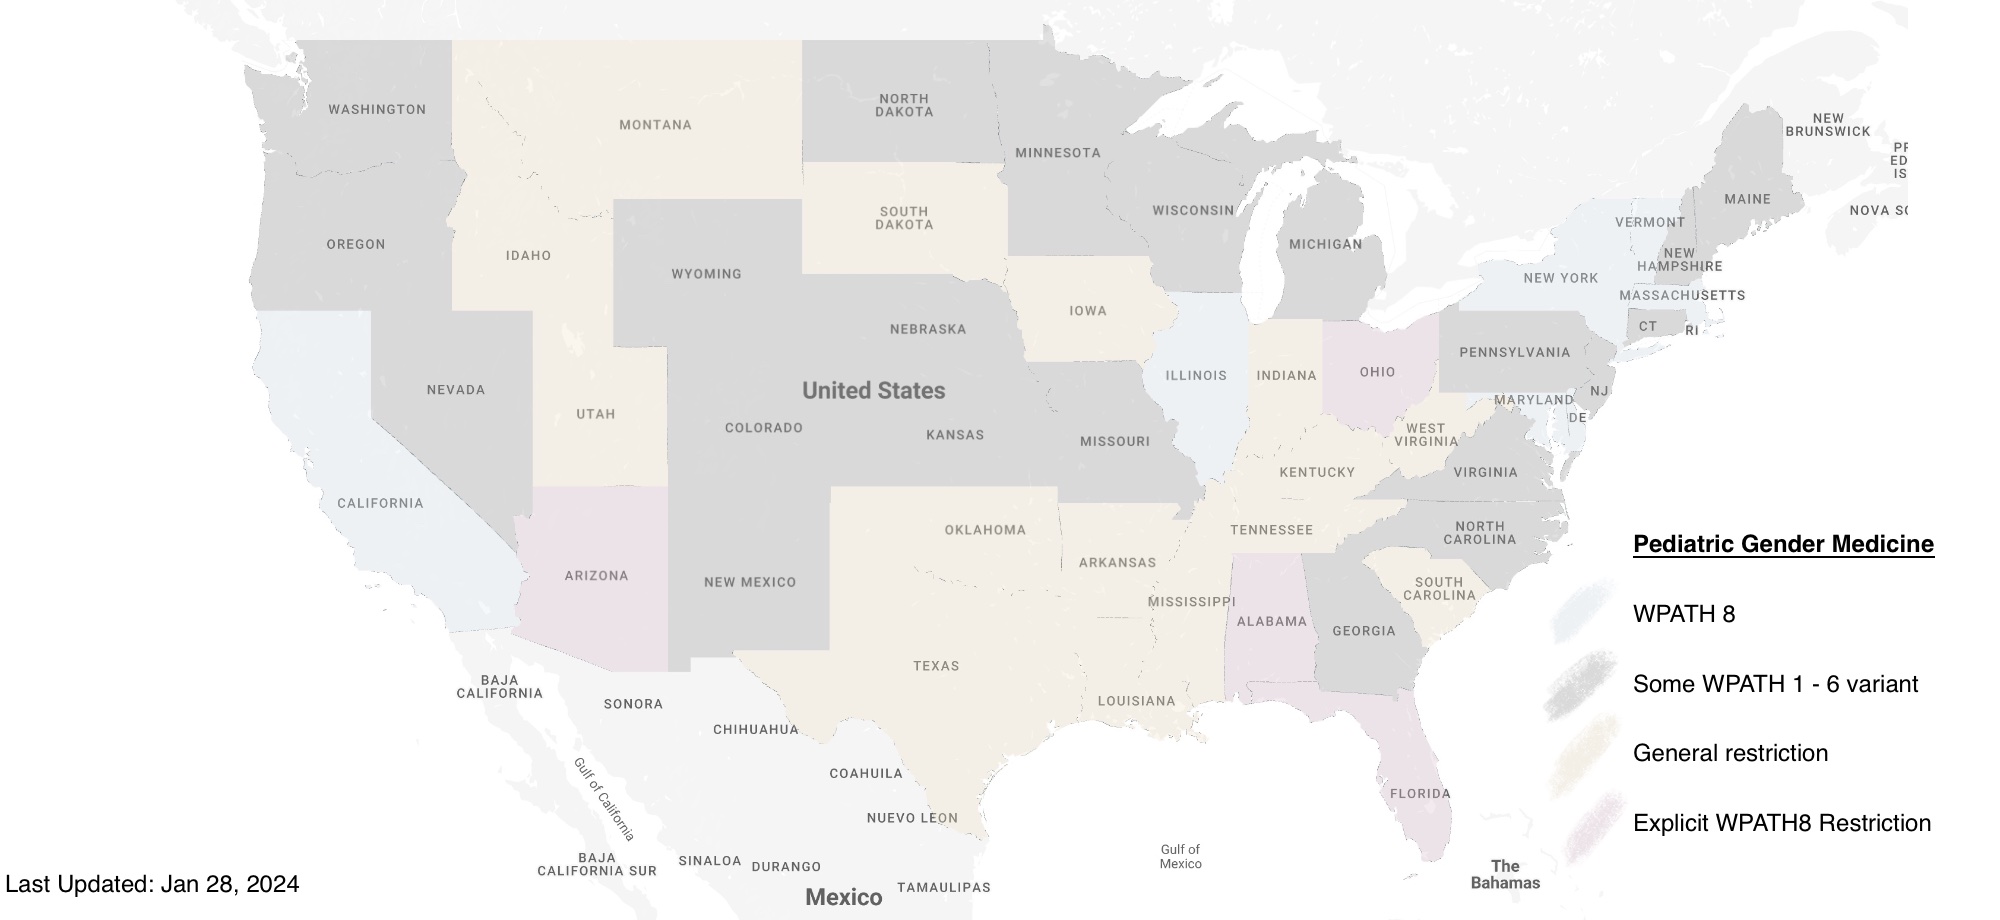 WASHINGTON
MONTANA
NORTH
DAKOTA
MINNESOTA
NEW
BRUNSWICK
PR
ED
IS
MAINE
NOVA SC
OREGON
IDAHO
WYOMING
SOUTH
DAKOTA
WISCONSIN
MICHIGAN
VERMONT
NEW
HAMPSHIRE
NEW YORK
MASSACHUSETTS
CT
RI
NEBRASKA
IOWA
PENNSYLVANIA
NEVADA
UTAH
United States
COLORADO
KANSAS
MISSOURI
ILLINOIS
INDIANA
OHIO
NJ
MARYLAND
DE
WEST
VIRGINIA
KENTUCKY
VIRGINIA
CALIFORNIA
ARIZONA
NEW MEXICO
OKLAHOMA
ARKANSAS
TENNESSEE
NORTH
CAROLINA
SOUTH
CAROLINA
MISSISSIPPI
ALABAMA
GEORGIA
TEXAS
LOUISIANA
FLORIDA
BAJA
CALIFORNIA
SONORA
CHIHUAHUA
COAHUILA
NUEVO LEON
Gulf of California
BAJA
CALIFORNIA SUR
SINALOA
DURANGO
TAMAULIPAS
Mexico
Gulf of
Mexico
The
Bahamas
Pediatric Gender Medicine
WPATH 8
Some WPATH 1 - 6 variant
General restriction
Explicit WPATH8 Restriction
Last Updated: Jan 28, 2024